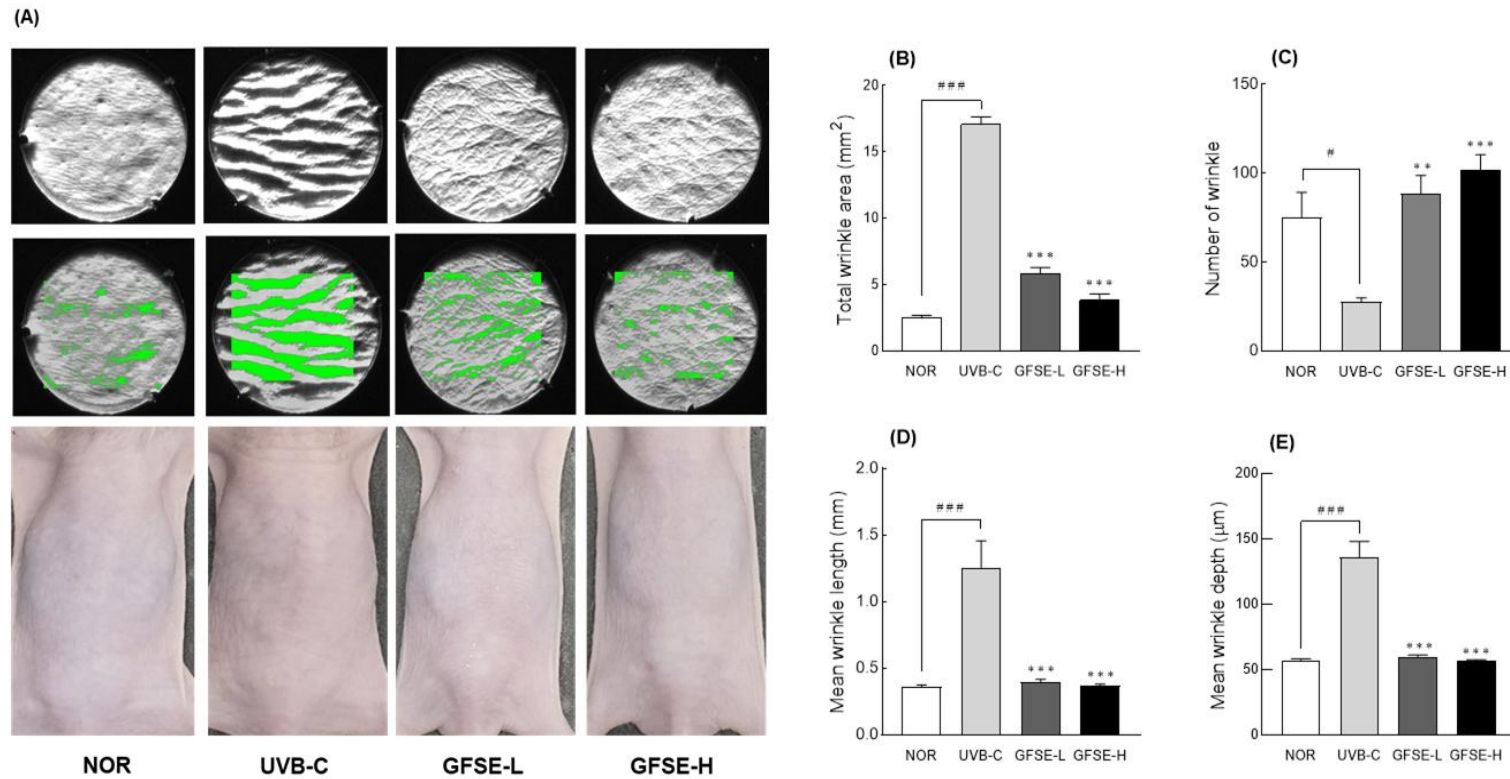 (A)
NOR UVB-C GFSE-L GFSE-H
(B)
Total wrinkle area (mm²)
20
15
10
5
0
###
***
***
NOR UVB-C GFSE-L GFSE-H
(C)
Number of wrinkle
150
100
50
0
#
**
***
NOR UVB-C GFSE-L GFSE-H
(D)
Mean wrinkle length (mm)
2.0
1.5
1.0
0.5
0.0
###
***
***
NOR UVB-C GFSE-L GFSE-H
(E)
Mean wrinkle depth (μm)
200
150
100
50
0
###
***
***
NOR UVB-C GFSE-L GFSE-H